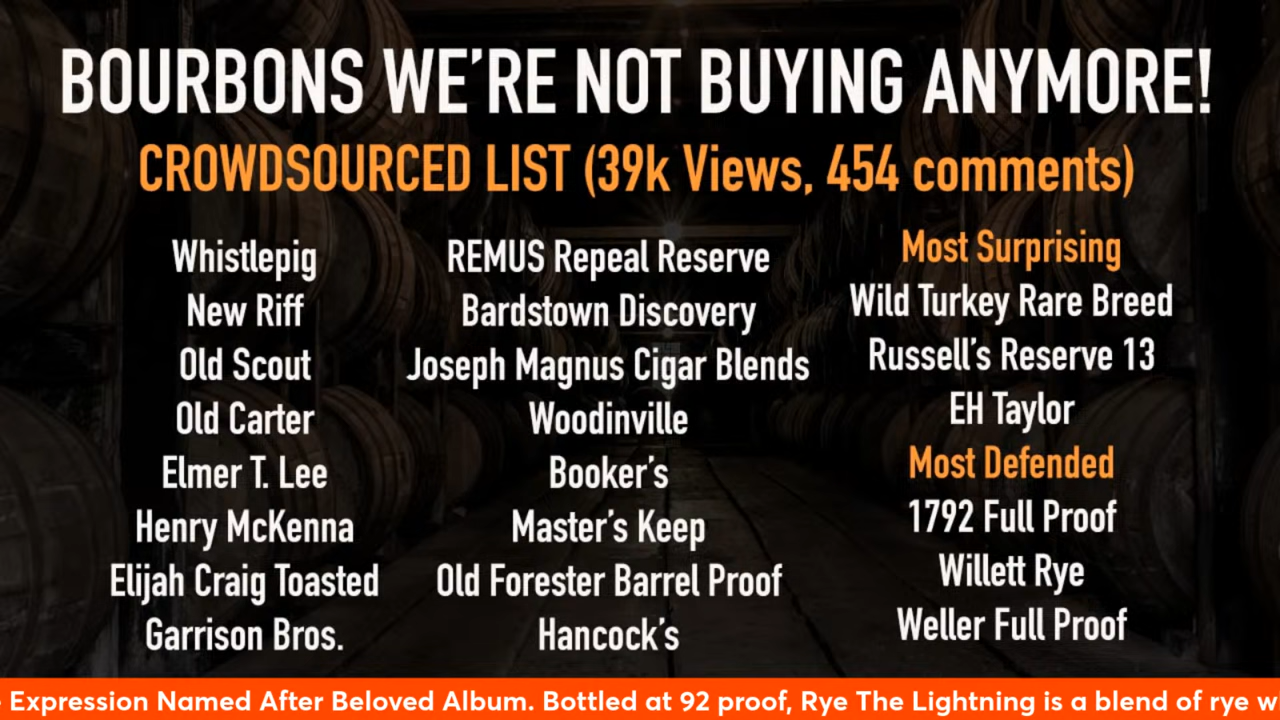 BOURBONS WE'RE NOT BUYING ANYMORE!
CROWDSOURCED LIST (39k Views, 454 comments)
Whistlepig
New Riff
Old Scout
Old Carter
Elmer T. Lee
Henry McKenna
Elijah Craig Toasted
Garrison Bros.
REMUS Repeal Reserve
Bardstown Discovery
Joseph Magnus Cigar Blends
Woodinville
Booker's
Master's Keep
Old Forester Barrel Proof
Hancock's
Most Surprising
Wild Turkey Rare Breed
Russell's Reserve 13
EH Taylor
Most Defended
1792 Full Proof
Willett Rye
Weller Full Proof
Expression Named After Beloved Album. Bottled at 92 proof, Rye The Lightning is a blend of rye